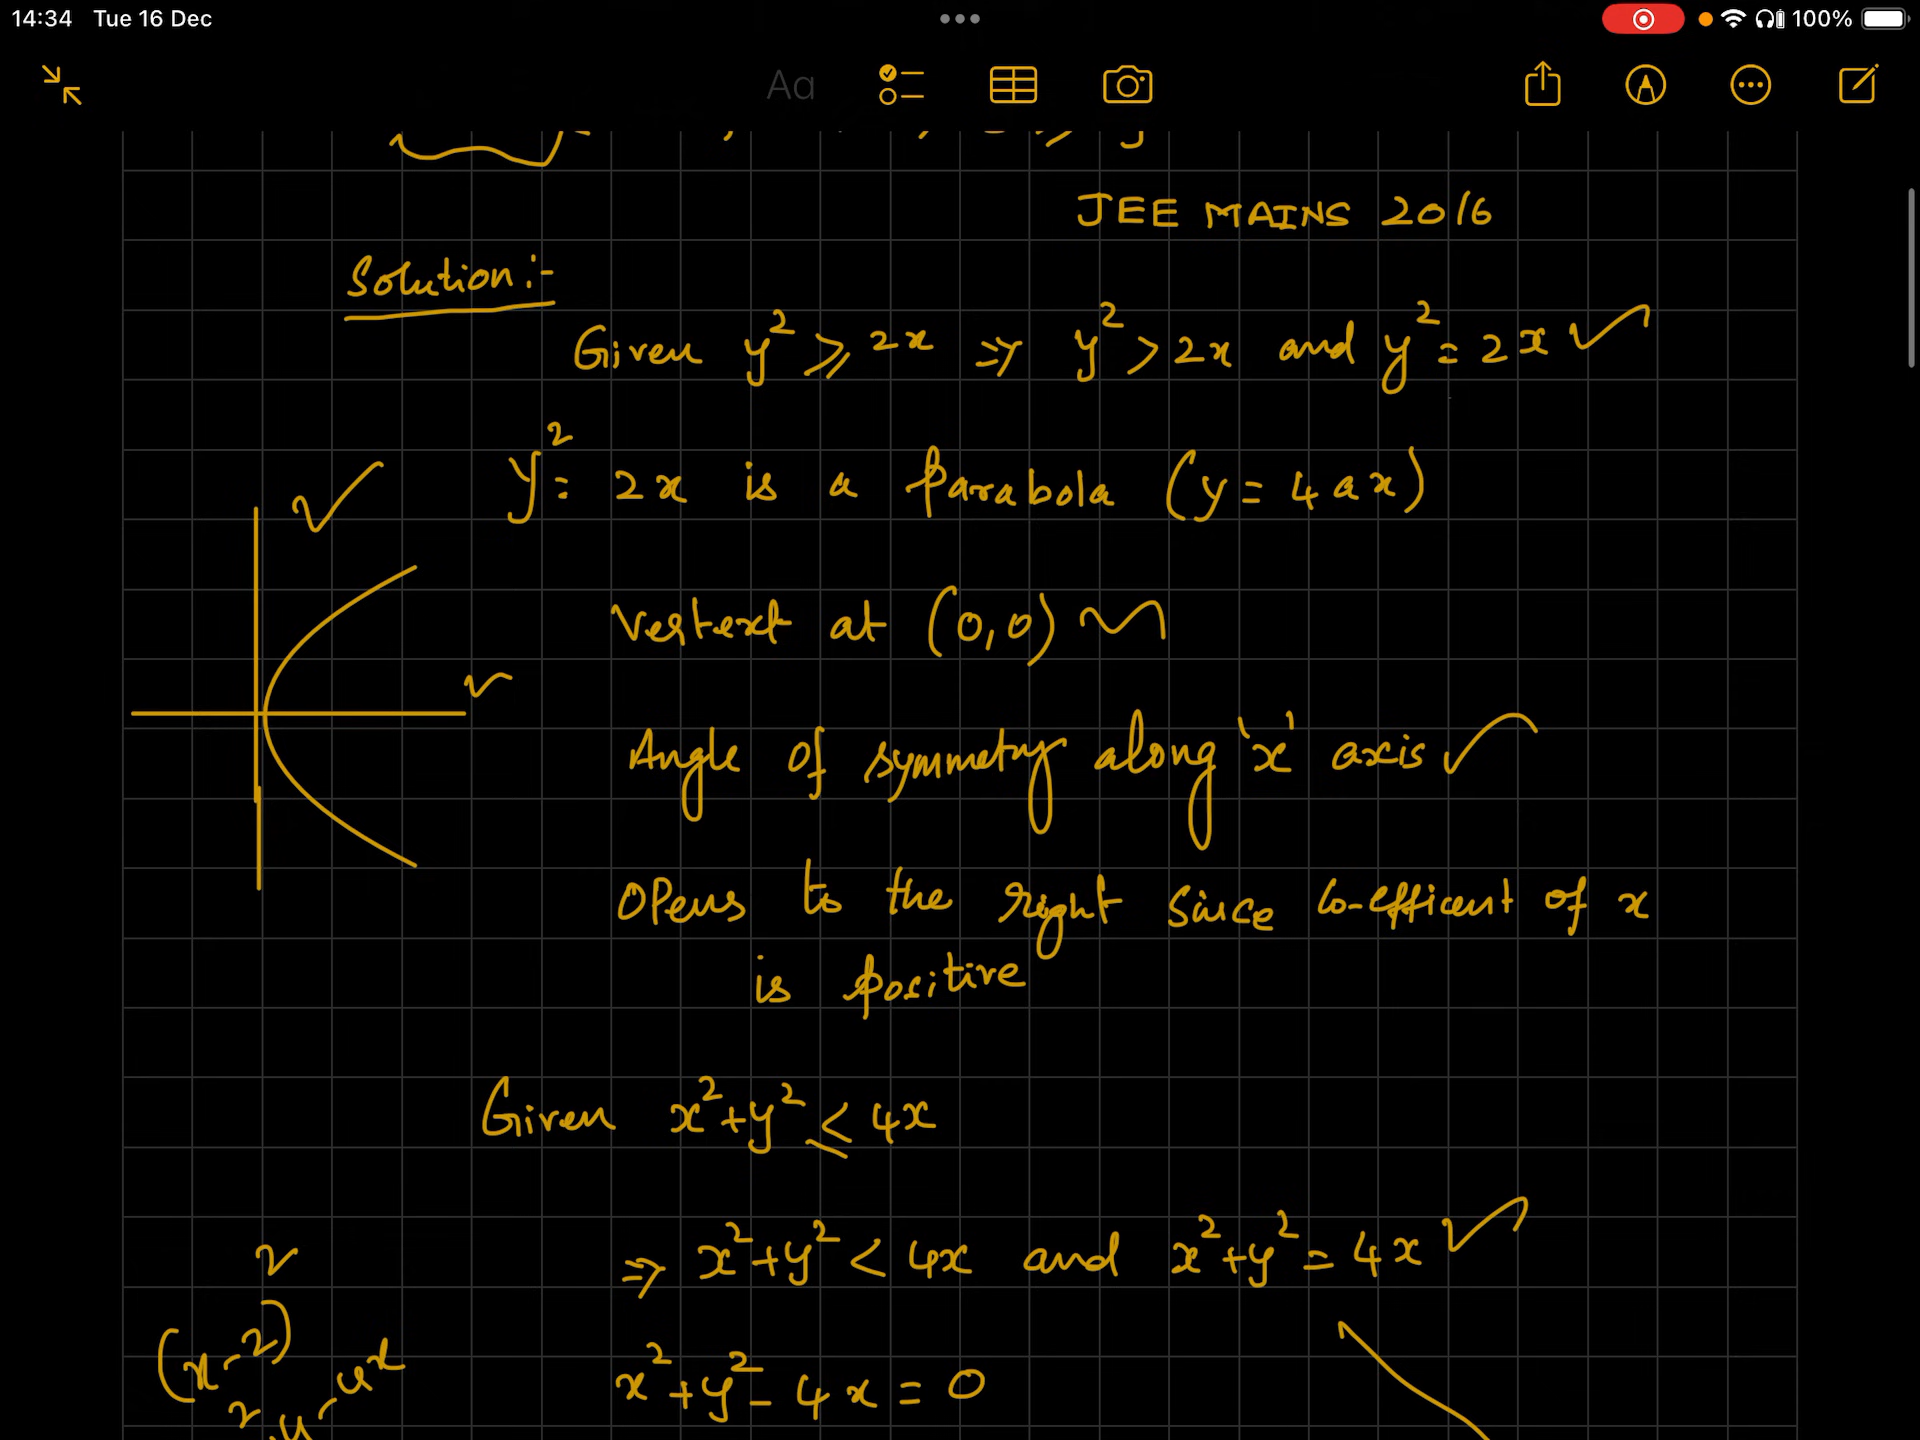 14:34 Tue 16 Dec
100%
Aa
JEE MAINS 2016
Solution :-
Given y² ⩾ 2x ⇒ y² > 2x and y² = 2x
y² = 2x is a parabola (y = 4ax)
Vertext at (0,0)
Angle of symmetry along 'x' axis
Opens to the right since co-efficent of x
is positive
Given x² + y² ≤ 4x
⇒ x² + y² < 4x and x² + y² = 4x
(x-2)
x² + y² - 4x = 0